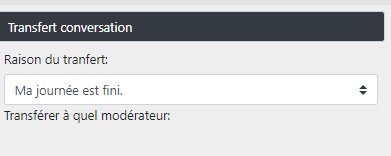 Transfert conversation
Raison du tranfert:
Ma journée est fini.
Transférer à quel modérateur: